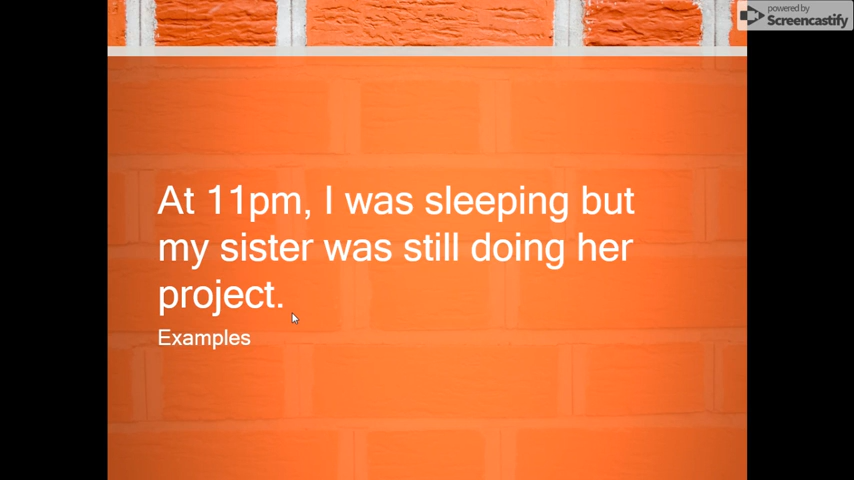 powered by
Screencastify
At 11pm, I was sleeping but
my sister was still doing her
project.
Examples